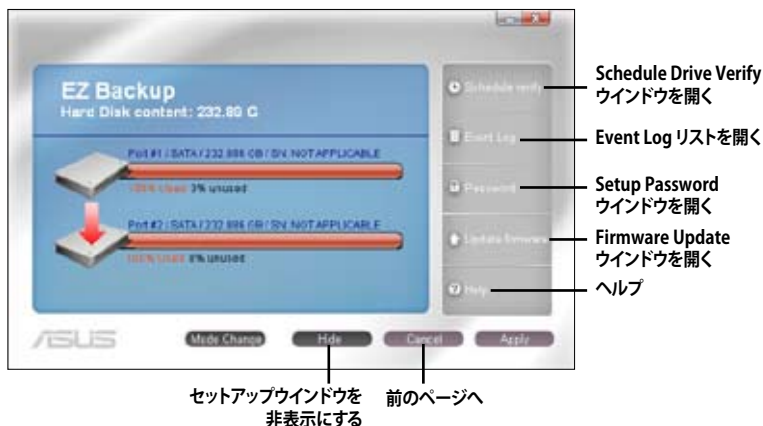 EZ Backup
Hard Disk content: 232.89 G
Port #1 / SATA / 232.886 GB / SN: NOT APPLICABLE
100% Used
Port #2 / SATA / 232.886 GB / SN: NOT APPLICABLE
100% Used
Schedule verify
Event Log
Password
Update firmware
Help
Schedule Drive Verify
ウインドウを開く
Event Log リストを開く
Setup Password
ウインドウを開く
Firmware Update
ウインドウを開く
ヘルプ
ASUS
Mode Change
Hide
Cancel
Apply
セットアップウインドウを
非表示にする
前のページへ